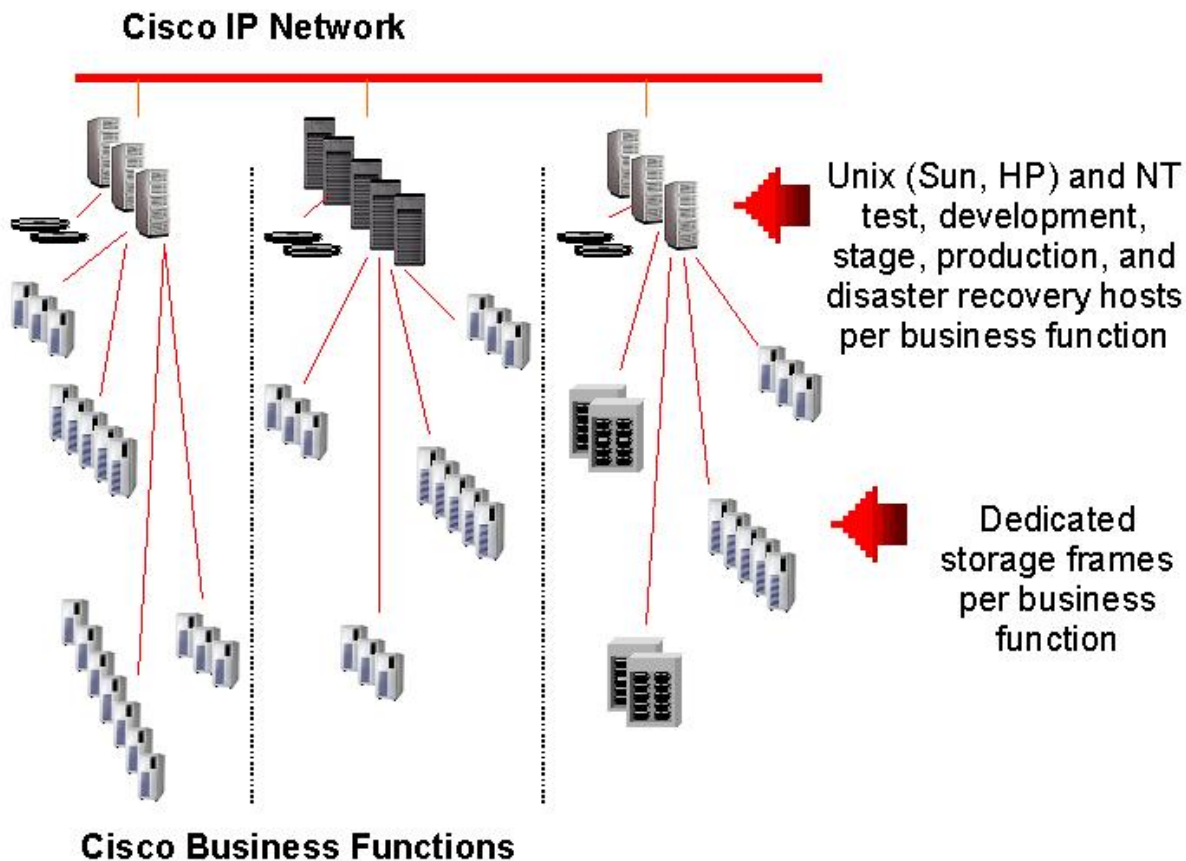 Cisco IP Network
Unix (Sun, HP) and NT
test, development,
stage, production, and
disaster recovery hosts
per business function
Dedicated
storage frames
per business
function
Cisco Business Functions